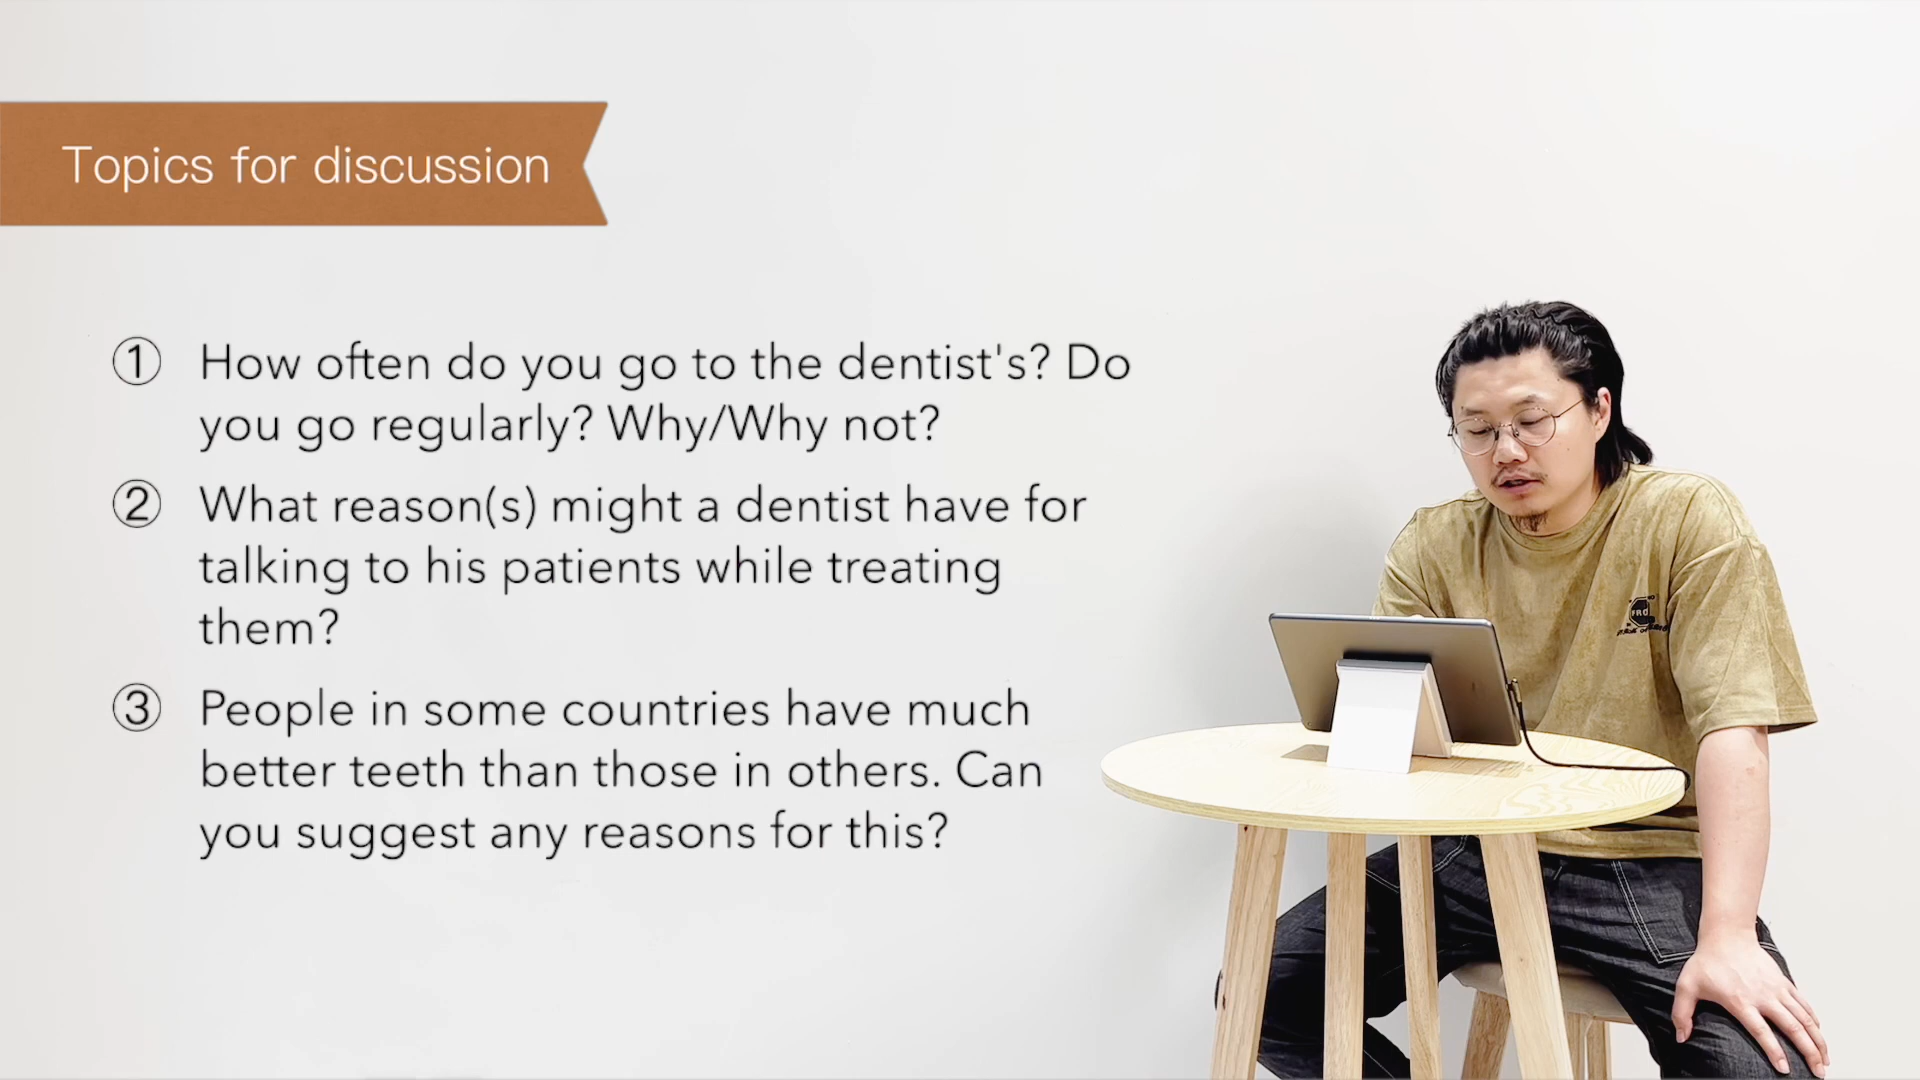 Topics for discussion
① How often do you go to the dentist's? Do
you go regularly? Why/Why not?
② What reason(s) might a dentist have for
talking to his patients while treating
them?
③ People in some countries have much
better teeth than those in others. Can
you suggest any reasons for this?
FRO